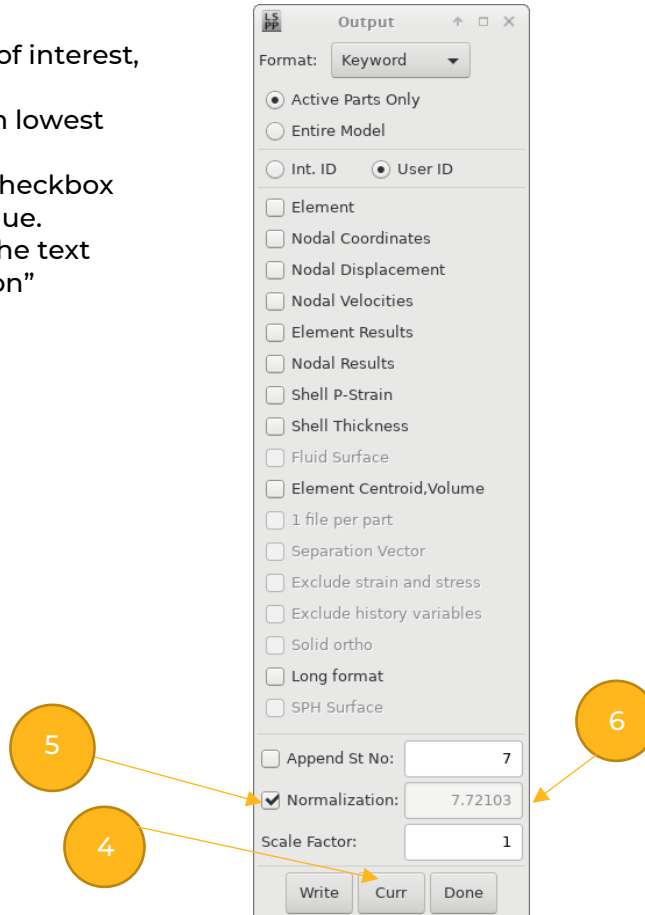 of interest,
lowest
checkbox
he text
on”
LS
PP
Output
Format: Keyword
Active Parts Only
Entire Model
Int. ID User ID
Element
Nodal Coordinates
Nodal Displacement
Nodal Velocities
Element Results
Nodal Results
Shell P-Strain
Shell Thickness
Fluid Surface
Element Centroid,Volume
1 file per part
Separation Vector
Exclude strain and stress
Exclude history variables
Solid ortho
Long format
SPH Surface
Append St No: 7
5
6
Normalization: 7.72103
4
Scale Factor: 1
Write Curr Done